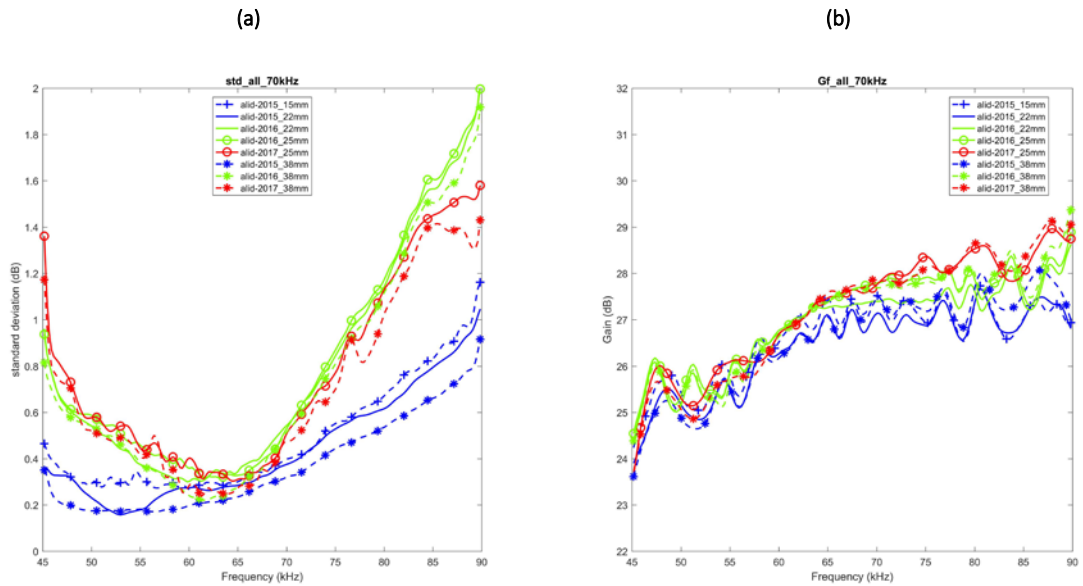 (a)
(b)
std_all_70kHz
2
1.8
1.6
1.4
1.2
1
0.8
0.6
0.4
0.2
0
standard deviation (dB)
alid-2015_15mm
alid-2015_22mm
alid-2016_22mm
alid-2016_25mm
alid-2017_25mm
alid-2015_38mm
alid-2016_38mm
alid-2017_38mm
45 50 55 60 65 70 75 80 85 90
Frequency (kHz)
Gf_all_70kHz
32
31
30
29
28
27
26
25
24
23
22
Gain (dB)
alid-2015_15mm
alid-2015_22mm
alid-2016_22mm
alid-2016_25mm
alid-2017_25mm
alid-2015_38mm
alid-2016_38mm
alid-2017_38mm
45 50 55 60 65 70 75 80 85 90
Frequency (kHz)